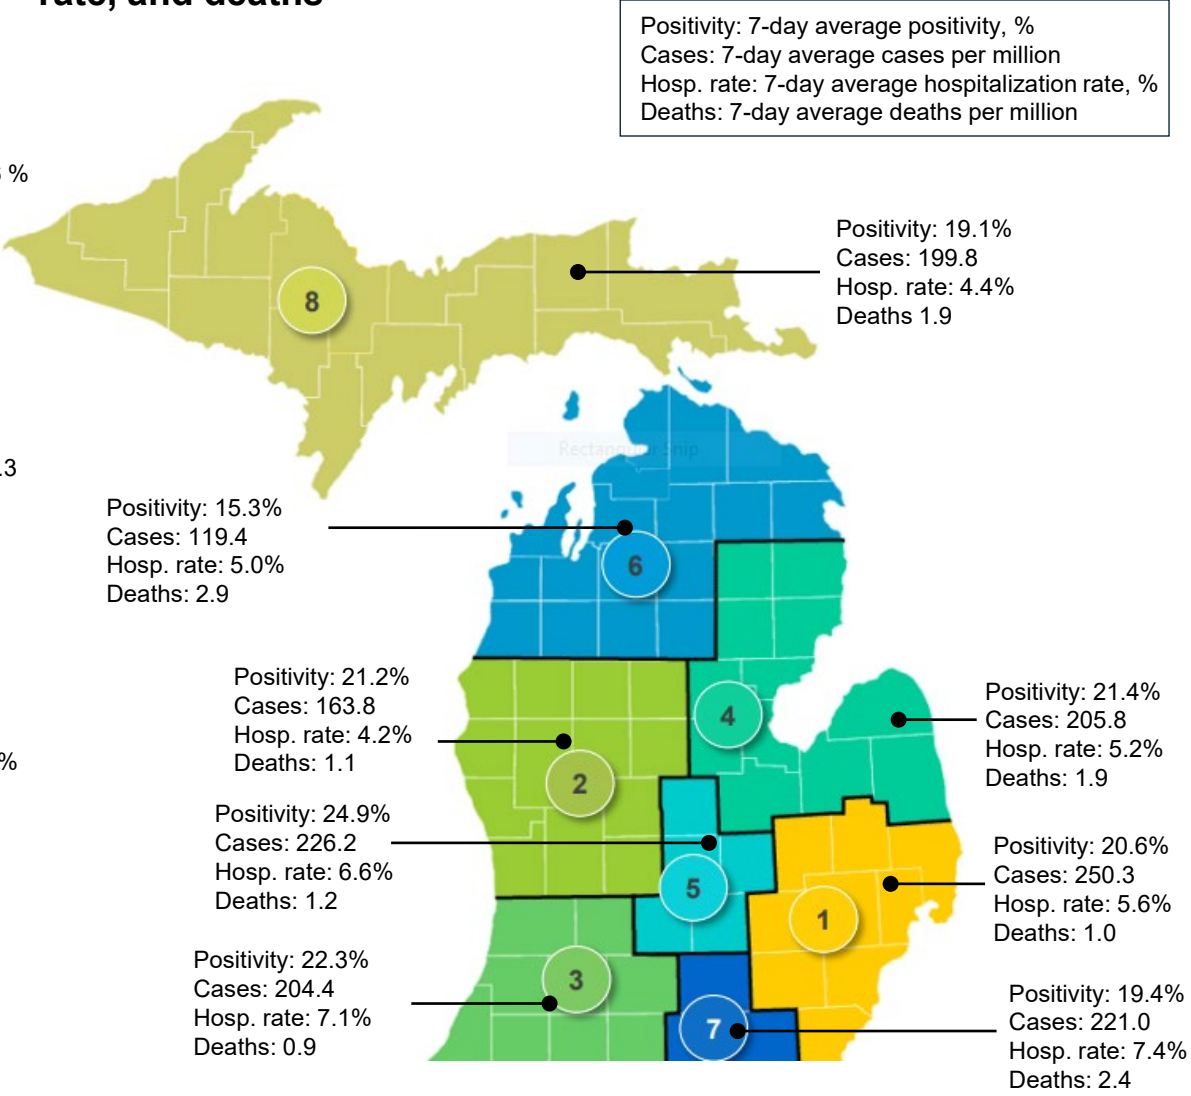 rate, and deaths
Positivity: 7-day average positivity, %
Cases: 7-day average cases per million
Hosp. rate: 7-day average hospitalization rate, %
Deaths: 7-day average deaths per million
%
Positivity: 19.1%
Cases: 199.8
Hosp. rate: 4.4%
Deaths 1.9
8
Rectangular Snip
.3
Positivity: 15.3%
Cases: 119.4
Hosp. rate: 5.0%
Deaths: 2.9
6
Positivity: 21.2%
Cases: 163.8
Hosp. rate: 4.2%
Deaths: 1.1
2
4
Positivity: 21.4%
Cases: 205.8
Hosp. rate: 5.2%
Deaths: 1.9
%
Positivity: 24.9%
Cases: 226.2
Hosp. rate: 6.6%
Deaths: 1.2
5
Positivity: 20.6%
Cases: 250.3
Hosp. rate: 5.6%
Deaths: 1.0
1
Positivity: 22.3%
Cases: 204.4
Hosp. rate: 7.1%
Deaths: 0.9
3
7
Positivity: 19.4%
Cases: 221.0
Hosp. rate: 7.4%
Deaths: 2.4